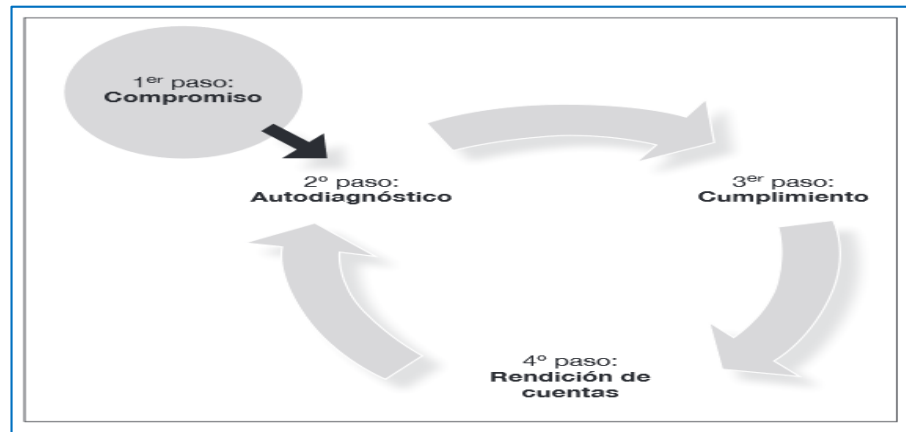 1er paso:
Compromiso
2º paso:
Autodiagnóstico
3er paso:
Cumplimiento
4º paso:
Rendición de
cuentas